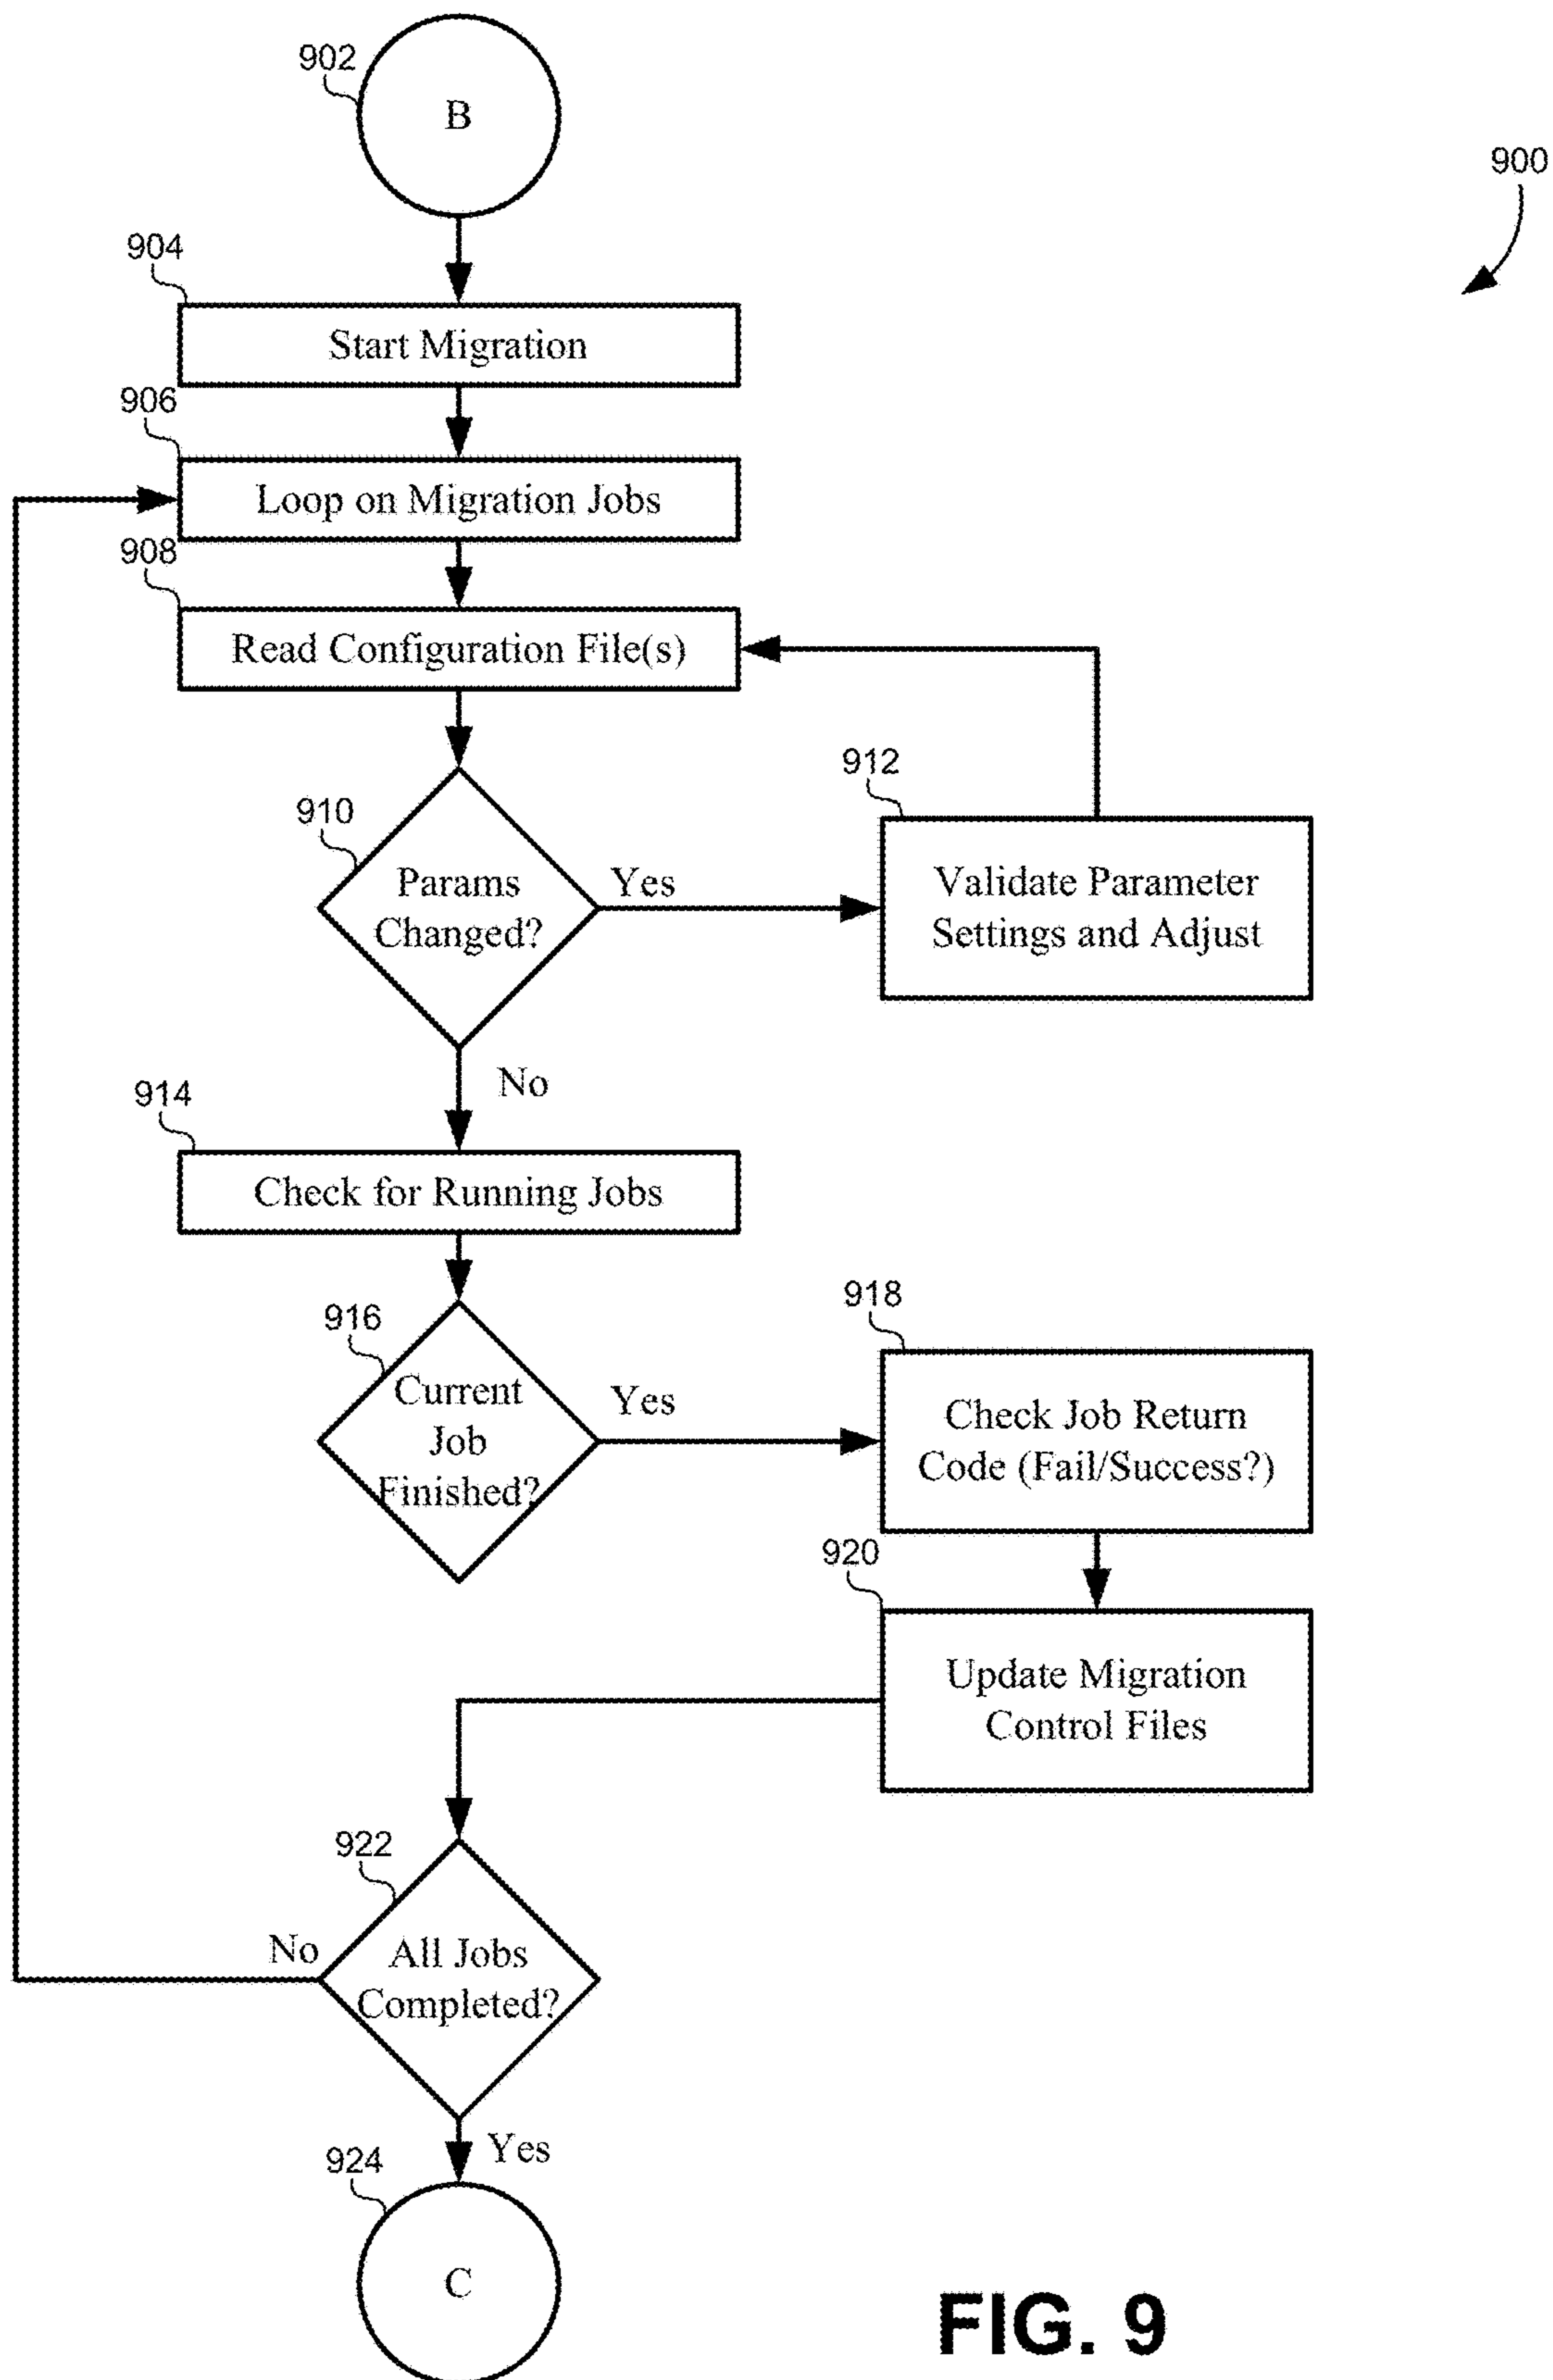 902
B
900
904
Start Migration
906
Loop on Migration Jobs
908
Read Configuration File(s)
910
Params
Changed?
Yes
912
Validate Parameter
Settings and Adjust
No
914
Check for Running Jobs
916
Current
Job
Finished?
Yes
918
Check Job Return
Code (Fail/Success?)
920
Update Migration
Control Files
922
All Jobs
Completed?
No
Yes
924
C
FIG. 9